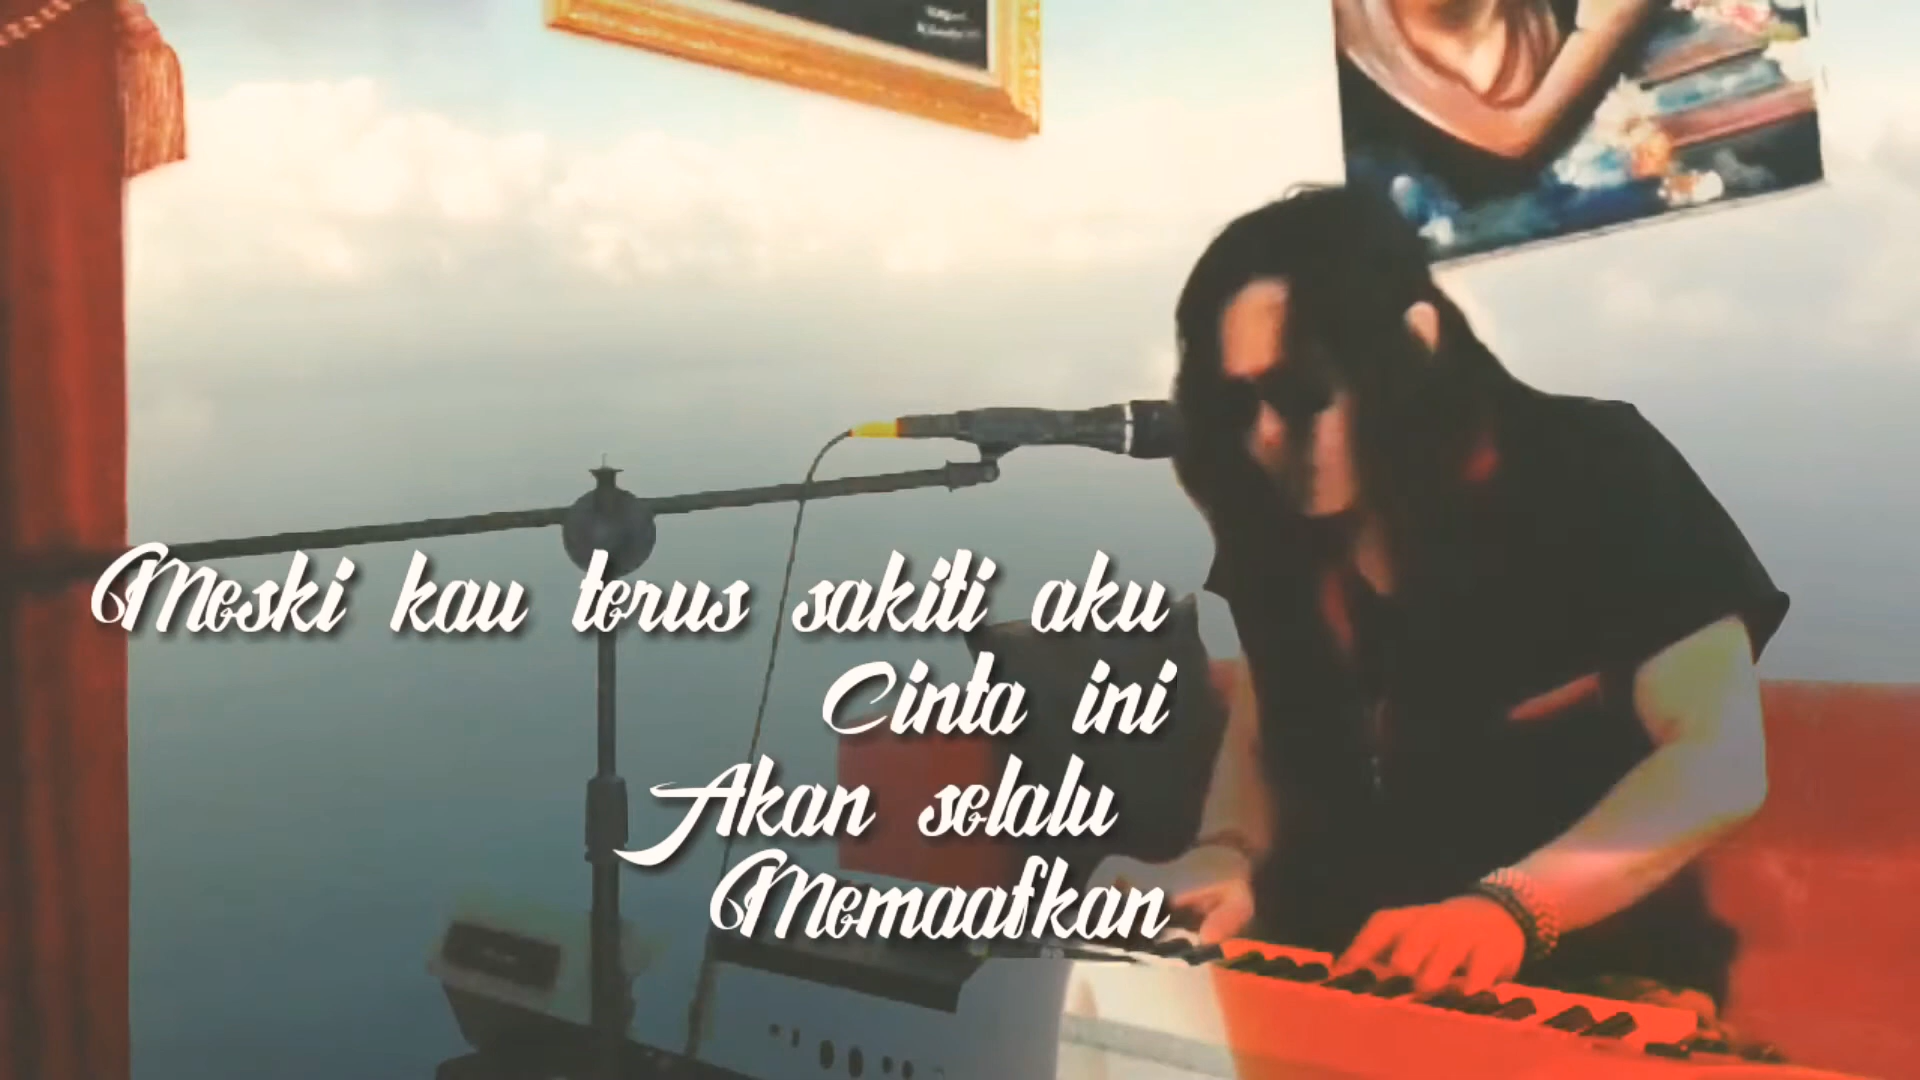 Meski kau terus sakiti aku
Cinta ini
Akan selalu
Memaafkan